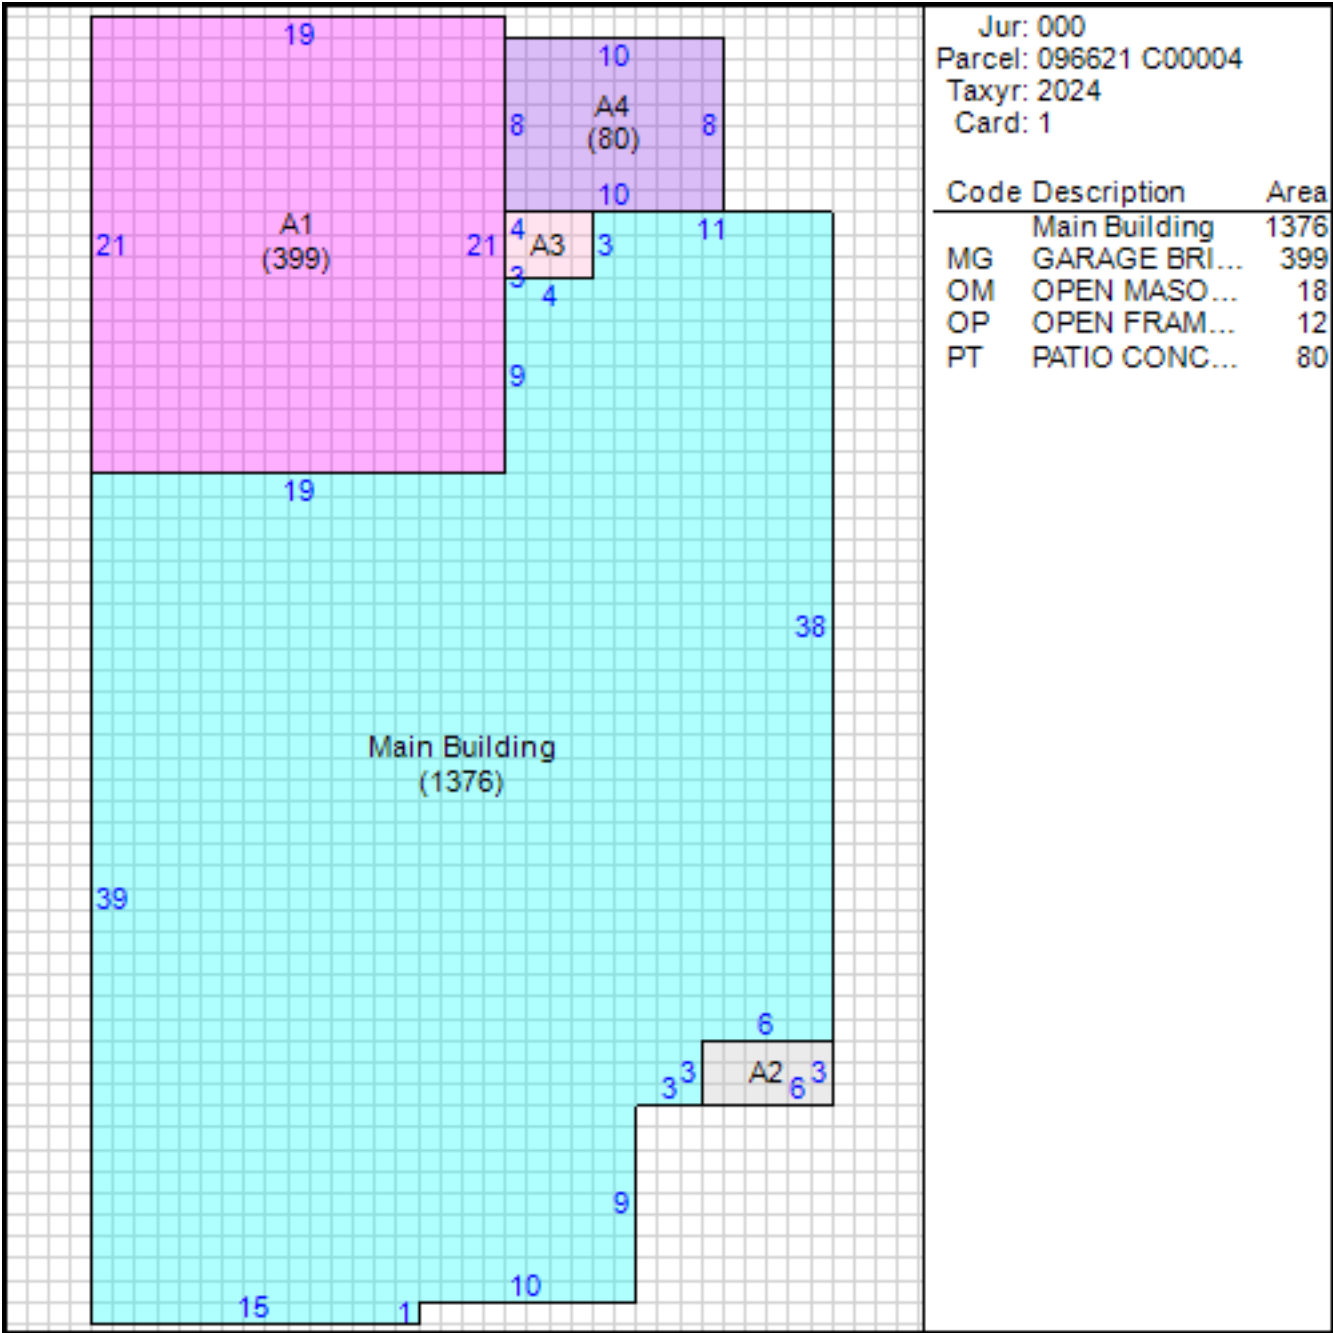 Jur: 000
Parcel: 096621 C00004
Taxyr: 2024
Card: 1
Code Description Area
Main Building 1376
MG GARAGE BRI... 399
OM OPEN MASO... 18
OP OPEN FRAM... 12
PT PATIO CONC... 80
19
10
A4
(80)
8
8
10
A1
(399)
21
21
4
A3
3
11
3
4
9
19
38
Main Building
(1376)
39
6
A2
3
3
6
3
9
10
15
1